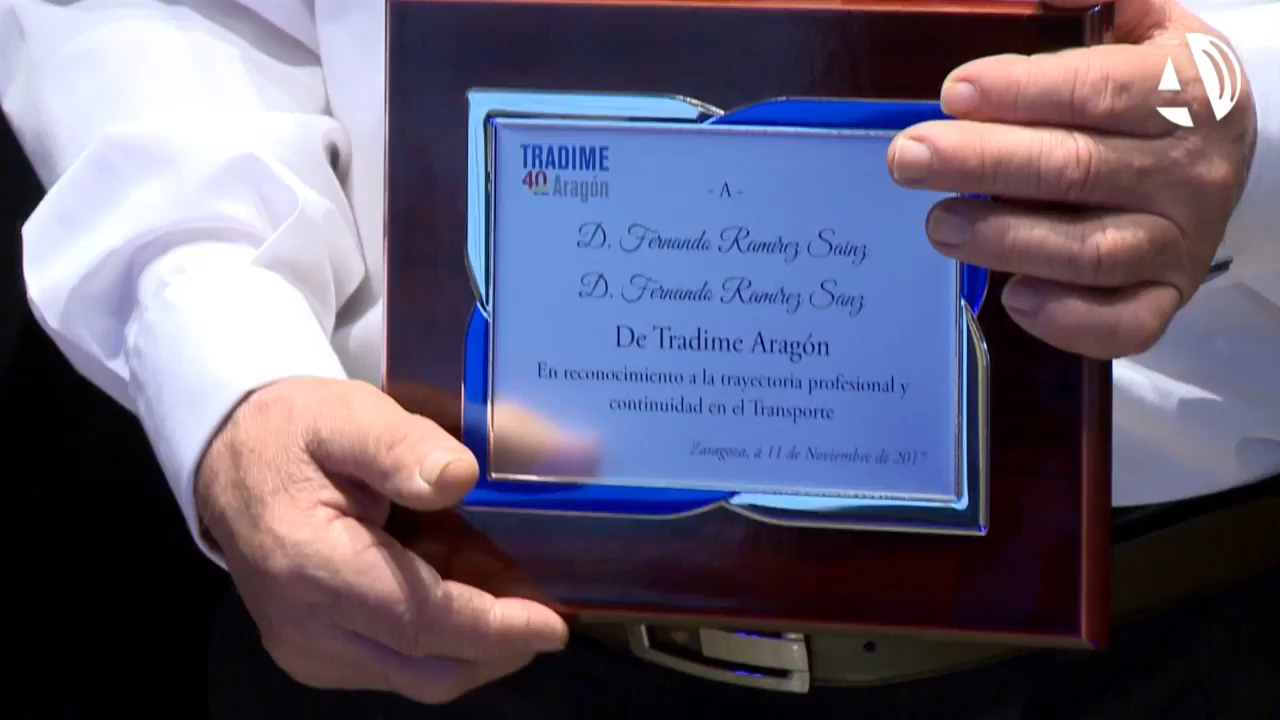 TRADIME
40 Aragón
- A -
D. Fernando Ramírez Sainz
D. Fernando Ramírez Sanz
De Tradime Aragón
En reconocimiento a la trayectoria profesional y
continuidad en el Transporte
Zaragoza, a 11 de Noviembre de